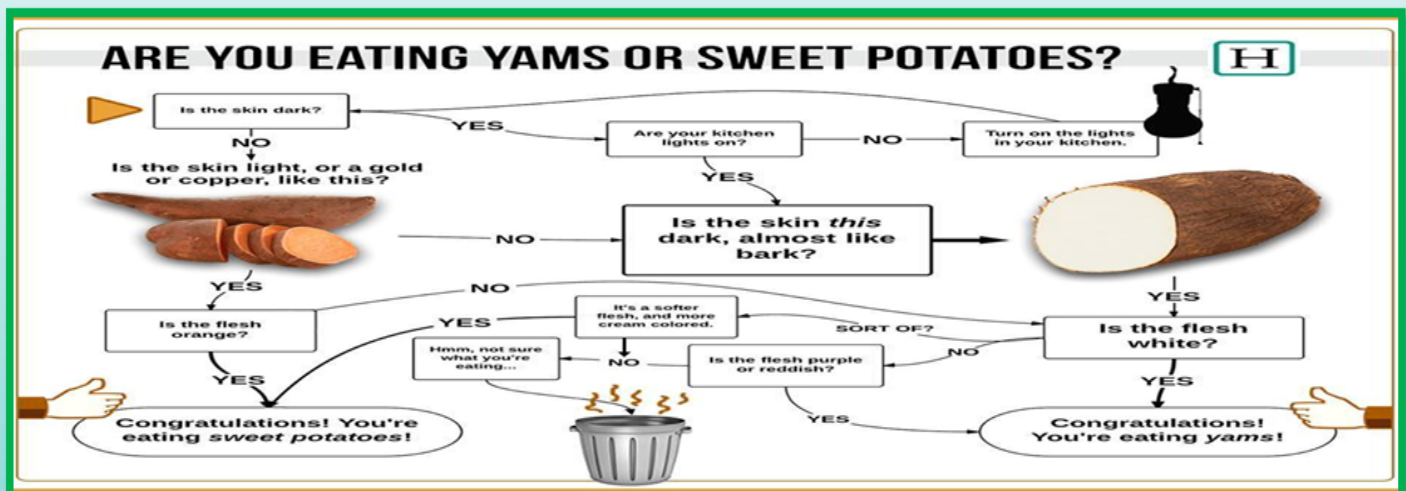 ARE YOU EATING YAMS OR SWEET POTATOES?
H
Is the skin dark?
YES
Are your kitchen
lights on?
NO
Turn on the lights
in your kitchen.
NO
Is the skin light, or a gold
or copper, like this?
YES
NO
Is the skin this
dark, almost like
bark?
YES
NO
YES
Is the flesh
orange?
YES
It's a softer
flesh, and more
cream colored.
SORT OF?
Is the flesh
white?
Hmm, not sure
what you're
eating...
NO
Is the flesh purple
or reddish?
NO
YES
YES
YES
Congratulations! You're
eating sweet potatoes!
Congratulations!
You're eating yams!